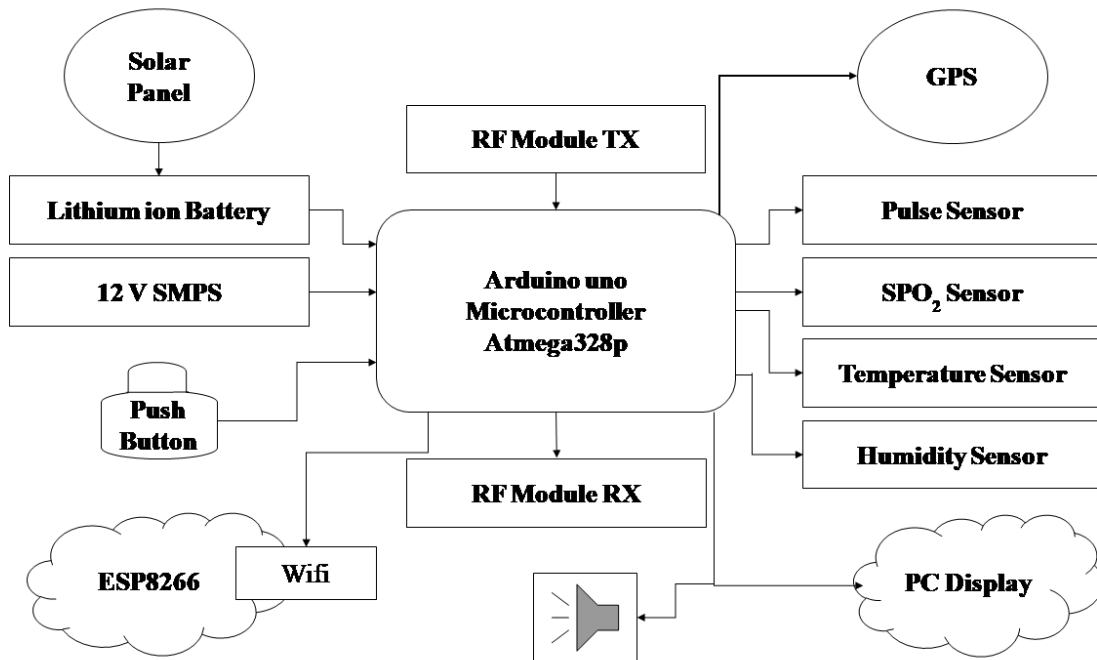 Solar
Panel
GPS
RF Module TX
Lithium ion Battery
Pulse Sensor
12 V SMPS
Arduino uno
Microcontroller
Atmega328p
SPO₂ Sensor
Temperature Sensor
Push
Button
Humidity Sensor
RF Module RX
ESP8266
Wifi
PC Display